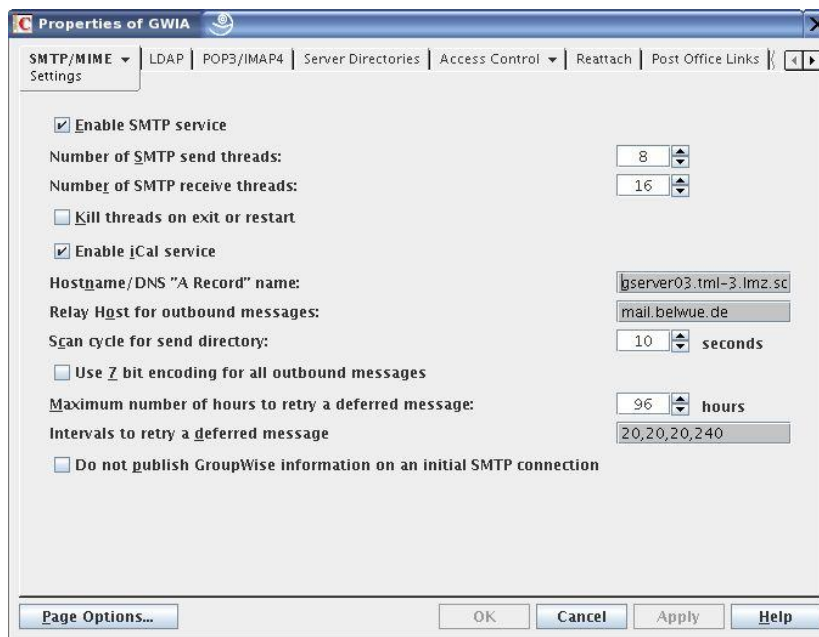 Properties of GWIA
SMTP/MIME LDAP POP3/IMAP4 Server Directories Access Control Reattach Post Office Links
Settings
Enable SMTP service
Number of SMTP send threads: 8
Number of SMTP receive threads: 16
Kill threads on exit or restart
Enable iCal service
Hostname/DNS "A Record" name: gserver03.tml-3.lmz.sc
Relay Host for outbound messages: mail.belwue.de
Scan cycle for send directory: 10 seconds
Use 7 bit encoding for all outbound messages
Maximum number of hours to retry a deferred message: 96 hours
Intervals to retry a deferred message 20,20,20,240
Do not publish GroupWise information on an initial SMTP connection
Page Options... OK Cancel Apply Help